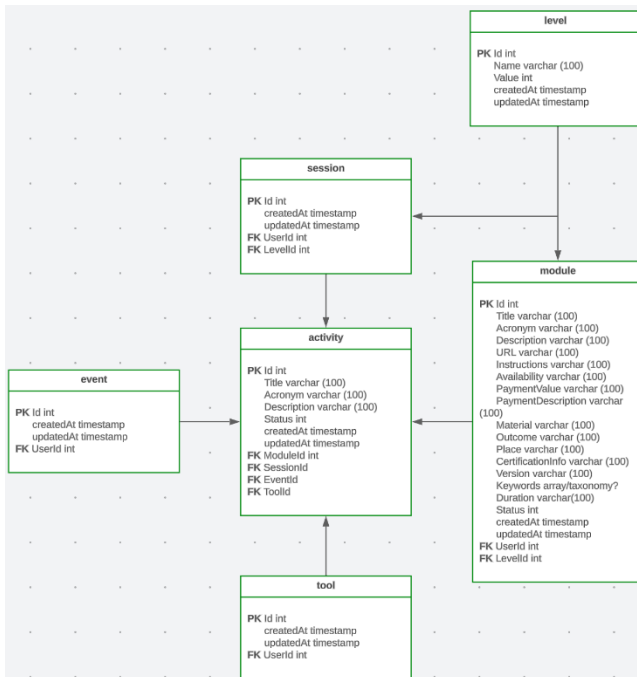 level
PK Id int
Name varchar (100)
Value int
createdAt timestamp
updatedAt timestamp
session
PK Id int
createdAt timestamp
updatedAt timestamp
FK UserId int
FK LevelId int
module
PK Id int
Title varchar (100)
Acronym varchar (100)
Description varchar (100)
URL varchar (100)
Instructions varchar (100)
Availability varchar (100)
PaymentValue varchar (100)
PaymentDescription varchar
(100)
Material varchar (100)
Outcome varchar (100)
Place varchar (100)
CertificationInfo varchar (100)
Version varchar (100)
Keywords array/taxonomy?
Duration varchar(100)
Status int
createdAt timestamp
updatedAt timestamp
FK UserId int
FK LevelId int
activity
PK Id int
Title varchar (100)
Acronym varchar (100)
Description varchar (100)
Status int
createdAt timestamp
updatedAt timestamp
FK ModuleId int
FK SessionId
FK EventId
FK ToolId
event
PK Id int
createdAt timestamp
updatedAt timestamp
FK UserId int
tool
PK Id int
createdAt timestamp
updatedAt timestamp
FK UserId int